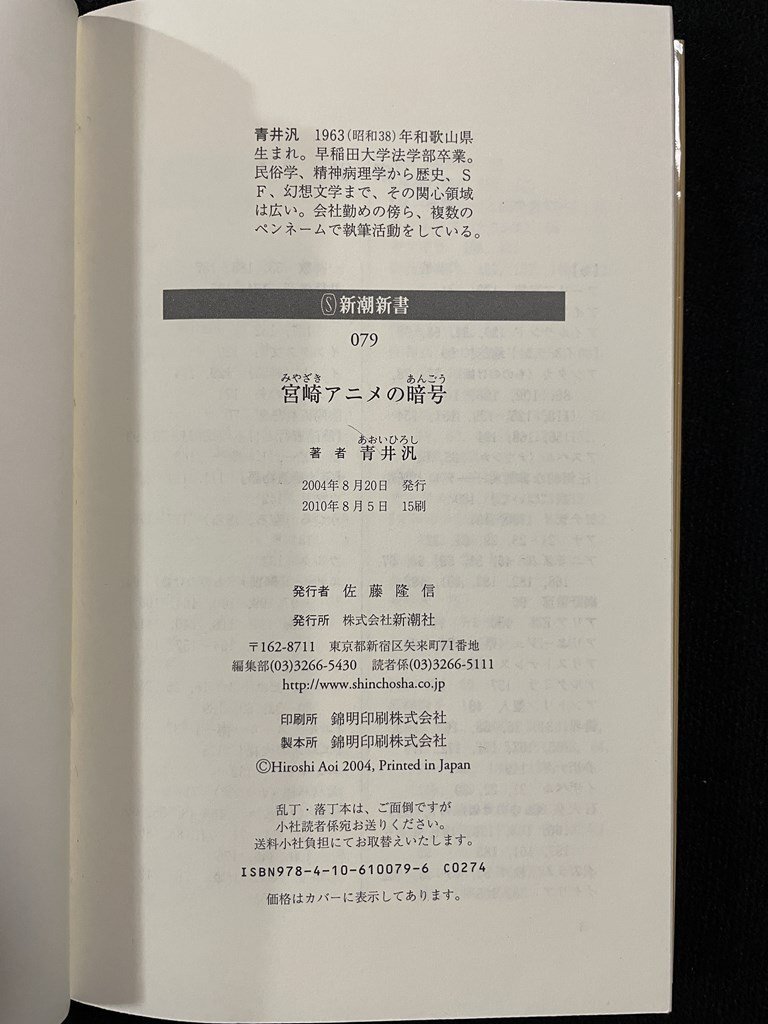 青井汎 1963(昭和38)年和歌山県
生まれ。早稲田大学法学部卒業。
民俗学、精神病理学から歴史、S
F、幻想文学まで、その関心領域
は広い。会社勤めの傍ら、複数の
ペンネームで執筆活動をしている。
Ⓢ新潮新書
079
みやざき あんごう
宮崎アニメの暗号
あおいひろし
著者 青井汎
2004年8月20日 発行
2010年8月5日 15刷
発行者 佐藤隆信
発行所 株式会社新潮社
〒162-8711 東京都新宿区矢来町71番地
編集部(03)3266-5430 読者係(03)3266-5111
http://www.shinchosha.co.jp
印刷所 錦明印刷株式会社
製本所 錦明印刷株式会社
©Hiroshi Aoi 2004, Printed in Japan
乱丁・落丁本は、ご面倒ですが
小社読者係宛お送りください。
送料小社負担にてお取替えいたします。
ISBN978-4-10-610079-6 C0274
価格はカバーに表示してあります。